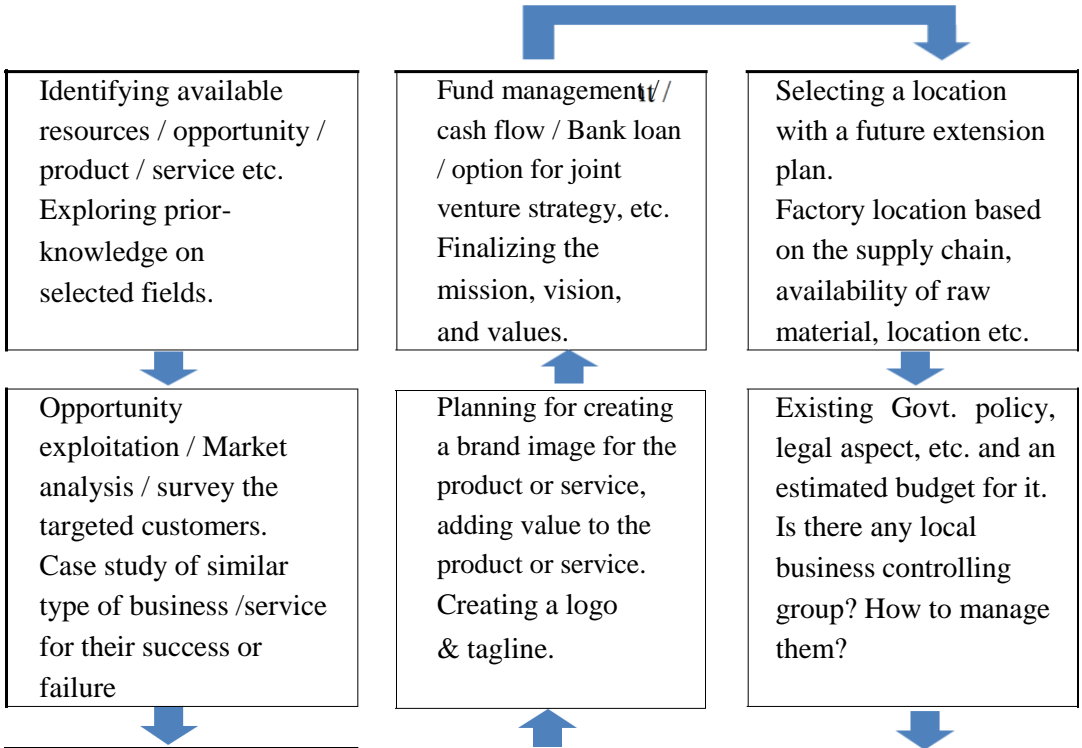 Identifying available
resources / opportunity /
product / service etc.
Exploring prior-
knowledge on
selected fields.
Opportunity
exploitation / Market
analysis / survey the
targeted customers.
Case study of similar
type of business /service
for their success or
failure
Fund management /
cash flow / Bank loan
/ option for joint
venture strategy, etc.
Finalizing the
mission, vision,
and values.
Planning for creating
a brand image for the
product or service,
adding value to the
product or service.
Creating a logo
& tagline.
Selecting a location
with a future extension
plan.
Factory location based
on the supply chain,
availability of raw
material, location etc.
Existing Govt. policy,
legal aspect, etc. and an
estimated budget for it.
Is there any local
business controlling
group? How to manage
them?